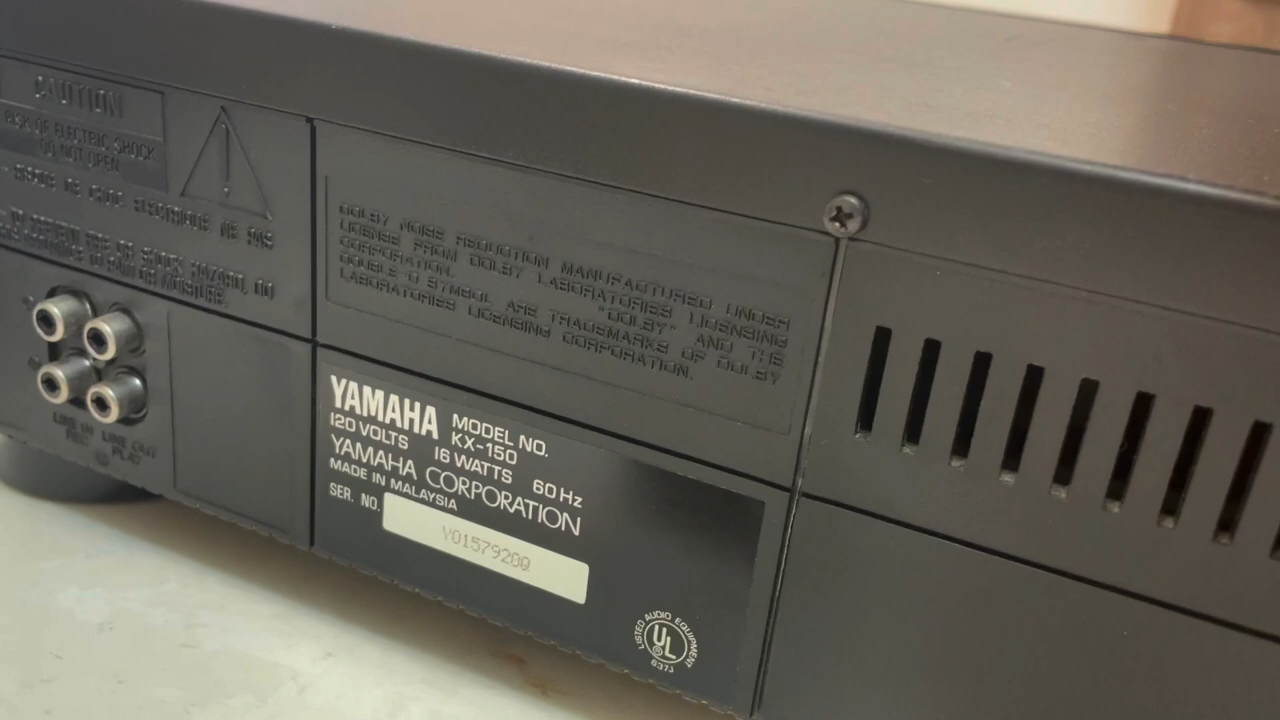 CAUTION
RISK OF ELECTRIC SHOCK
DO NOT OPEN
DOLBY NOISE REDUCTION MANUFACTURED UNDER
LICENSE FROM DOLBY LABORATORIES LICENSING
CORPORATION. "DOLBY" AND THE
DOUBLE-D SYMBOL ARE TRADEMARKS OF DOLBY
LABORATORIES LICENSING CORPORATION.
LINE IN LINE OUT
REC PLAY
YAMAHA MODEL NO.
KX-150
120 VOLTS 16 WATTS 60 Hz
YAMAHA CORPORATION
MADE IN MALAYSIA
SER. NO.
LISTED AUDIO EQUIPMENT
UL
637J